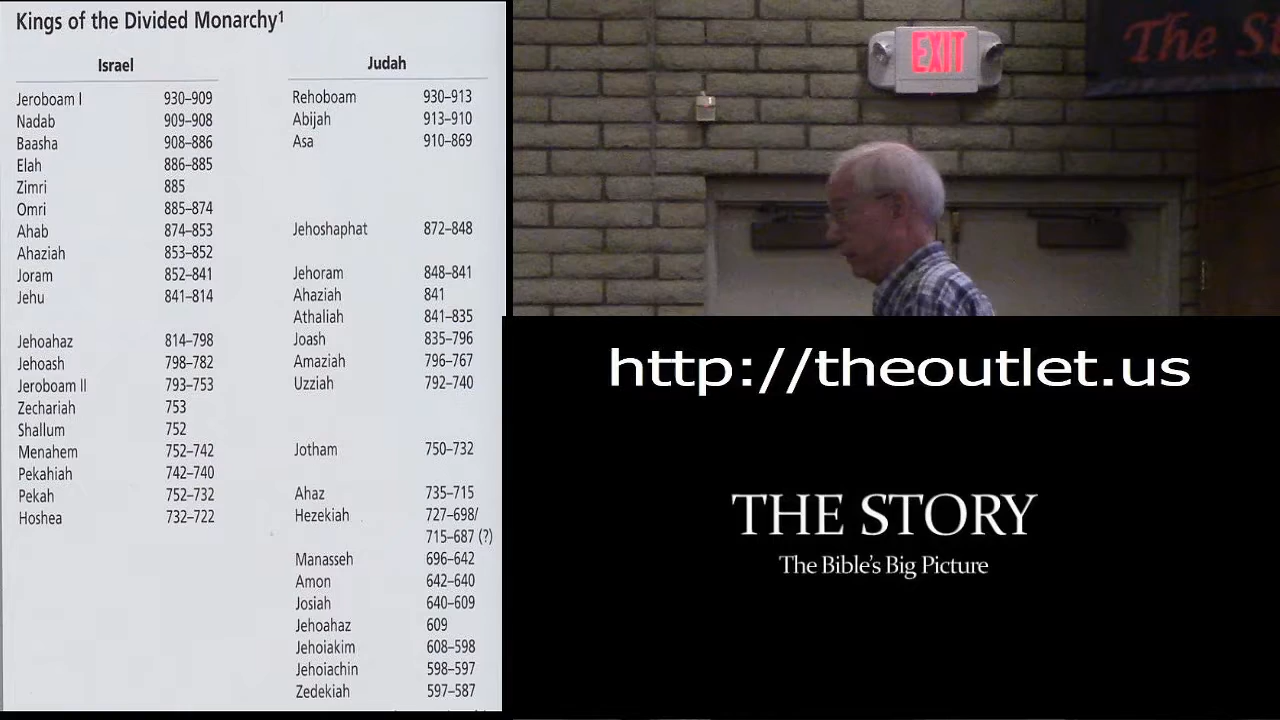 Kings of the Divided Monarchy¹
Israel
Jeroboam I 930–909
Nadab 909–908
Baasha 908–886
Elah 886–885
Zimri 885
Omri 885–874
Ahab 874–853
Ahaziah 853–852
Joram 852–841
Jehu 841–814
Jehoahaz 814–798
Jehoash 798–782
Jeroboam II 793–753
Zechariah 753
Shallum 752
Menahem 752–742
Pekahiah 742–740
Pekah 752–732
Hoshea 732–722
Judah
Rehoboam 930–913
Abijah 913–910
Asa 910–869
Jehoshaphat 872–848
Jehoram 848–841
Ahaziah 841
Athaliah 841–835
Joash 835–796
Amaziah 796–767
Uzziah 792–740
Jotham 750–732
Ahaz 735–715
Hezekiah 727–698/
715–687 (?)
Manasseh 696–642
Amon 642–640
Josiah 640–609
Jehoahaz 609
Jehoiakim 608–598
Jehoiachin 598–597
Zedekiah 597–587
EXIT
The St
http://theoutlet.us
THE STORY
The Bible's Big Picture